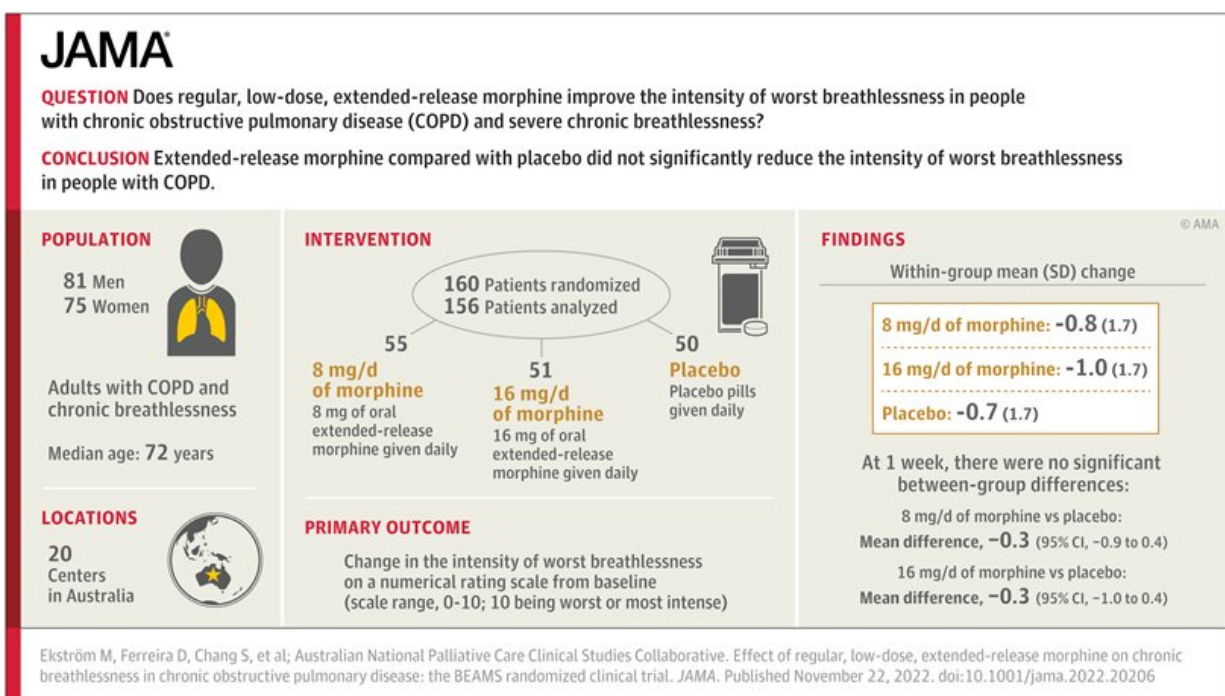 JAMA
QUESTION Does regular, low-dose, extended-release morphine improve the intensity of worst breathlessness in people
with chronic obstructive pulmonary disease (COPD) and severe chronic breathlessness?
CONCLUSION Extended-release morphine compared with placebo did not significantly reduce the intensity of worst breathlessness
in people with COPD.
© AMA
POPULATION
81 Men
75 Women
Adults with COPD and
chronic breathlessness
Median age: 72 years
LOCATIONS
20
Centers
in Australia
INTERVENTION
160 Patients randomized
156 Patients analyzed
55
8 mg/d
of morphine
8 mg of oral
extended-release
morphine given daily
51
16 mg/d
of morphine
16 mg of oral
extended-release
morphine given daily
50
Placebo
Placebo pills
given daily
PRIMARY OUTCOME
Change in the intensity of worst breathlessness
on a numerical rating scale from baseline
(scale range, 0-10; 10 being worst or most intense)
FINDINGS
Within-group mean (SD) change
8 mg/d of morphine: -0.8 (1.7)
16 mg/d of morphine: -1.0 (1.7)
Placebo: -0.7 (1.7)
At 1 week, there were no significant
between-group differences:
8 mg/d of morphine vs placebo:
Mean difference, −0.3 (95% CI, −0.9 to 0.4)
16 mg/d of morphine vs placebo:
Mean difference, −0.3 (95% CI, −1.0 to 0.4)
Ekström M, Ferreira D, Chang S, et al; Australian National Palliative Care Clinical Studies Collaborative. Effect of regular, low-dose, extended-release morphine on chronic
breathlessness in chronic obstructive pulmonary disease: the BEAMS randomized clinical trial. JAMA. Published November 22, 2022. doi:10.1001/jama.2022.20206